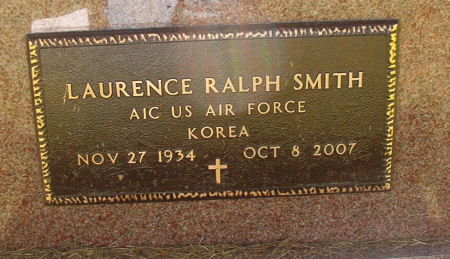 LAURENCE RALPH SMITH
A1C US AIR FORCE
KOREA
NOV 27 1934 OCT 8 2007